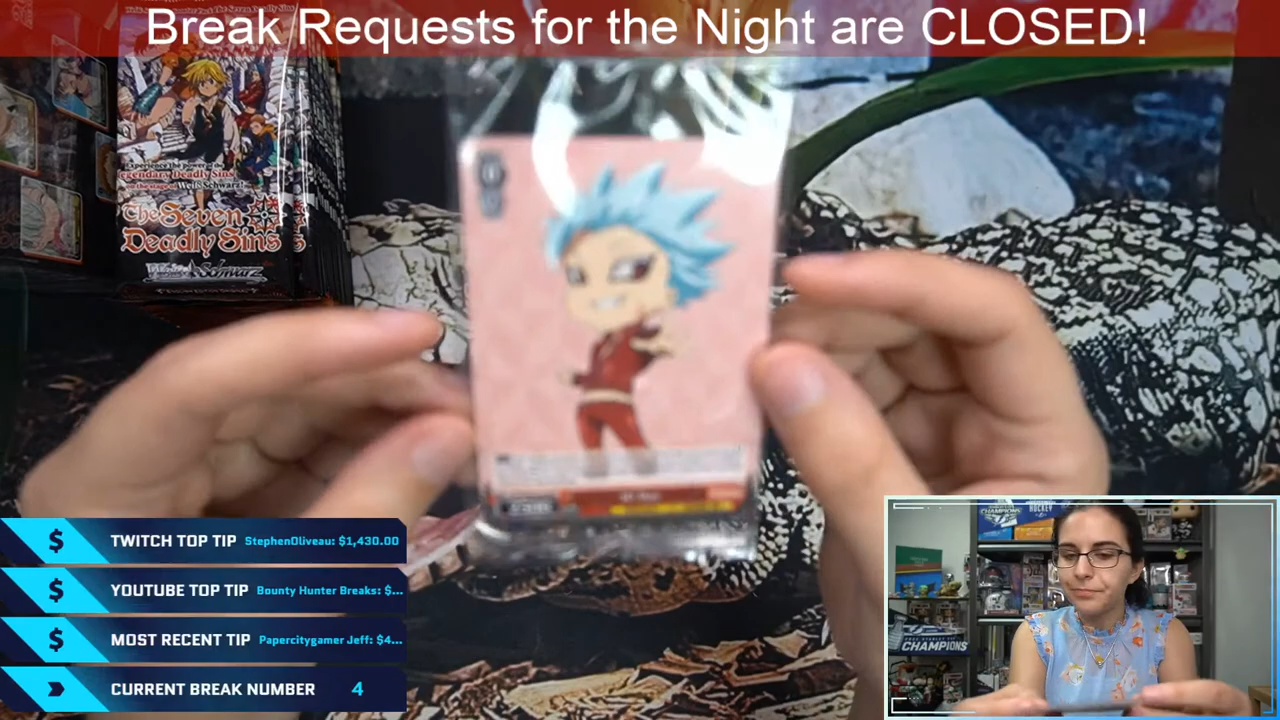 Break Requests for the Night are CLOSED!
Experience the power of the
Legendary Deadly Sins
on the stage of Weiß Schwarz!
The Seven
Deadly Sins
Weiß Schwarz
TWITCH TOP TIP StephenOliveau: $1,430.00
YOUTUBE TOP TIP Bounty Hunter Breaks: $...
MOST RECENT TIP Papercitygamer Jeff: $4...
CURRENT BREAK NUMBER 4
CHAMPIONS
HOCKEY
CHAMPIONS